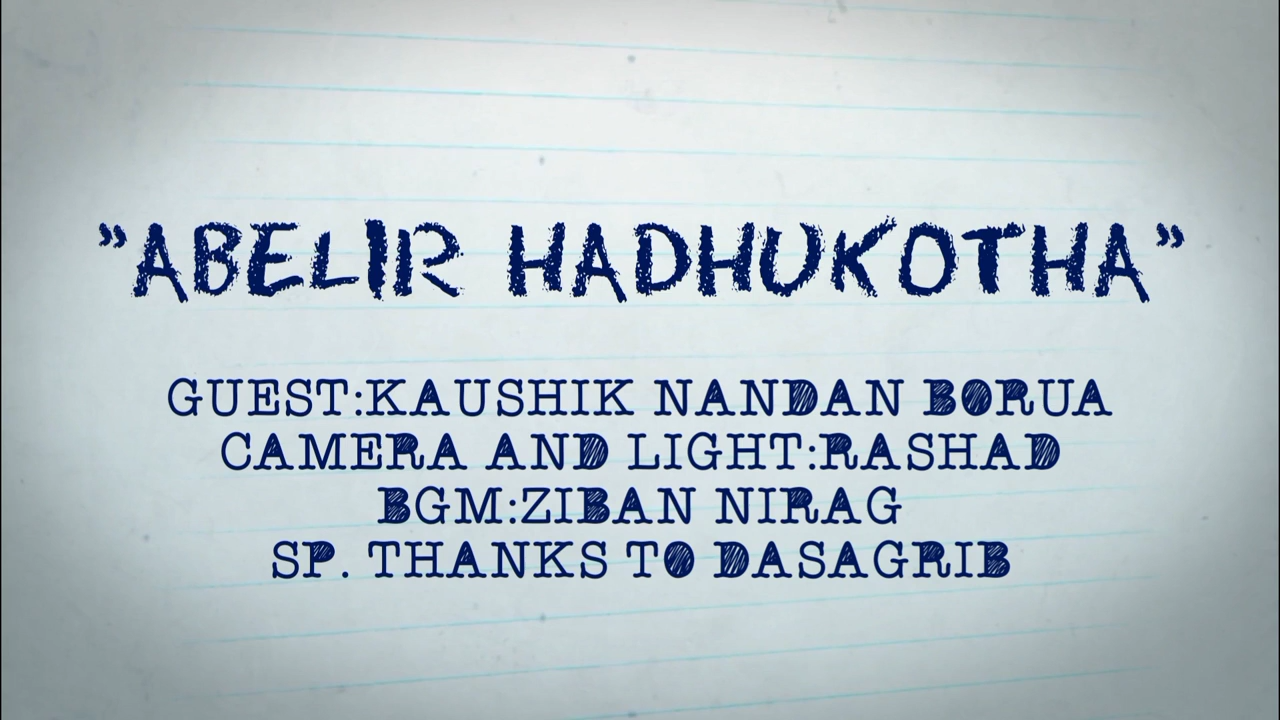 "ABELIR HADHUKOTHA"
GUEST:KAUSHIK NANDAN BORUA
CAMERA AND LIGHT:RASHAD
BGM:ZIBAN NIRAG
SP. THANKS TO DASAGRIB